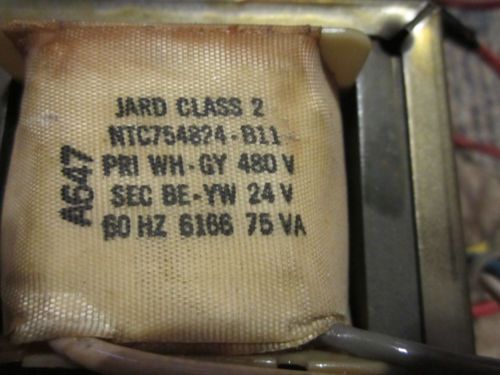 JARD CLASS 2
NTC754824-B11
PRI WH-GY 480 V
SEC BE-YW 24 V
60 HZ 6166 75 VA
A647